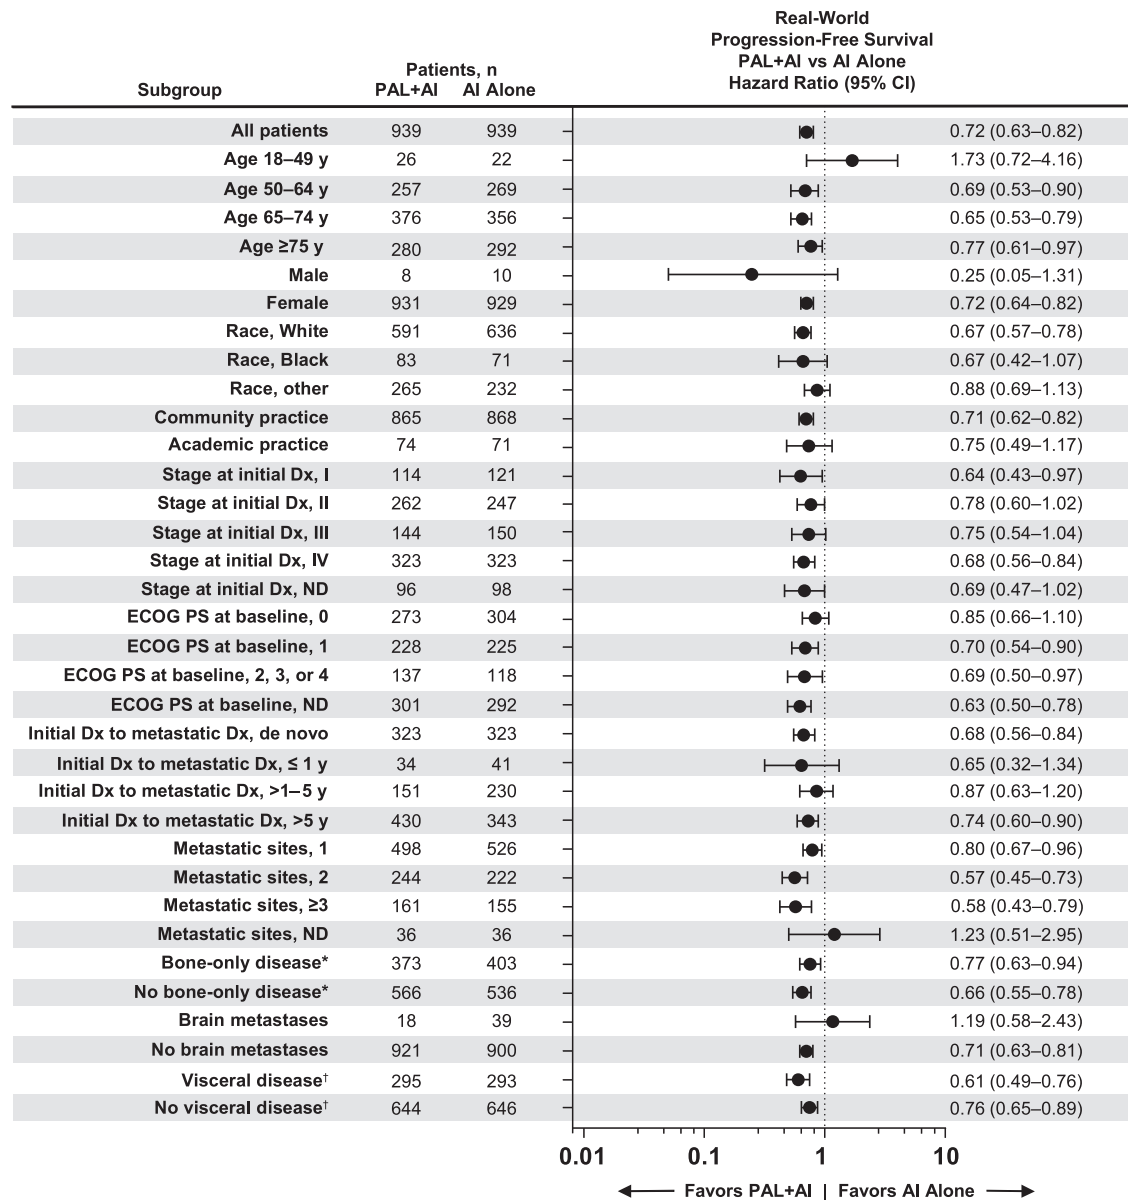 Real-World
Progression-Free Survival
PAL+AI vs AI Alone
Hazard Ratio (95% CI)
Patients, n
Subgroup PAL+AI AI Alone
All patients 939 939 0.72 (0.63–0.82)
Age 18–49 y 26 22 1.73 (0.72–4.16)
Age 50–64 y 257 269 0.69 (0.53–0.90)
Age 65–74 y 376 356 0.65 (0.53–0.79)
Age ≥75 y 280 292 0.77 (0.61–0.97)
Male 8 10 0.25 (0.05–1.31)
Female 931 929 0.72 (0.64–0.82)
Race, White 591 636 0.67 (0.57–0.78)
Race, Black 83 71 0.67 (0.42–1.07)
Race, other 265 232 0.88 (0.69–1.13)
Community practice 865 868 0.71 (0.62–0.82)
Academic practice 74 71 0.75 (0.49–1.17)
Stage at initial Dx, I 114 121 0.64 (0.43–0.97)
Stage at initial Dx, II 262 247 0.78 (0.60–1.02)
Stage at initial Dx, III 144 150 0.75 (0.54–1.04)
Stage at initial Dx, IV 323 323 0.68 (0.56–0.84)
Stage at initial Dx, ND 96 98 0.69 (0.47–1.02)
ECOG PS at baseline, 0 273 304 0.85 (0.66–1.10)
ECOG PS at baseline, 1 228 225 0.70 (0.54–0.90)
ECOG PS at baseline, 2, 3, or 4 137 118 0.69 (0.50–0.97)
ECOG PS at baseline, ND 301 292 0.63 (0.50–0.78)
Initial Dx to metastatic Dx, de novo 323 323 0.68 (0.56–0.84)
Initial Dx to metastatic Dx, ≤ 1 y 34 41 0.65 (0.32–1.34)
Initial Dx to metastatic Dx, >1–5 y 151 230 0.87 (0.63–1.20)
Initial Dx to metastatic Dx, >5 y 430 343 0.74 (0.60–0.90)
Metastatic sites, 1 498 526 0.80 (0.67–0.96)
Metastatic sites, 2 244 222 0.57 (0.45–0.73)
Metastatic sites, ≥3 161 155 0.58 (0.43–0.79)
Metastatic sites, ND 36 36 1.23 (0.51–2.95)
Bone-only disease* 373 403 0.77 (0.63–0.94)
No bone-only disease* 566 536 0.66 (0.55–0.78)
Brain metastases 18 39 1.19 (0.58–2.43)
No brain metastases 921 900 0.71 (0.63–0.81)
Visceral disease† 295 293 0.61 (0.49–0.76)
No visceral disease† 644 646 0.76 (0.65–0.89)
0.01 0.1 1 10
Favors PAL+AI | Favors AI Alone